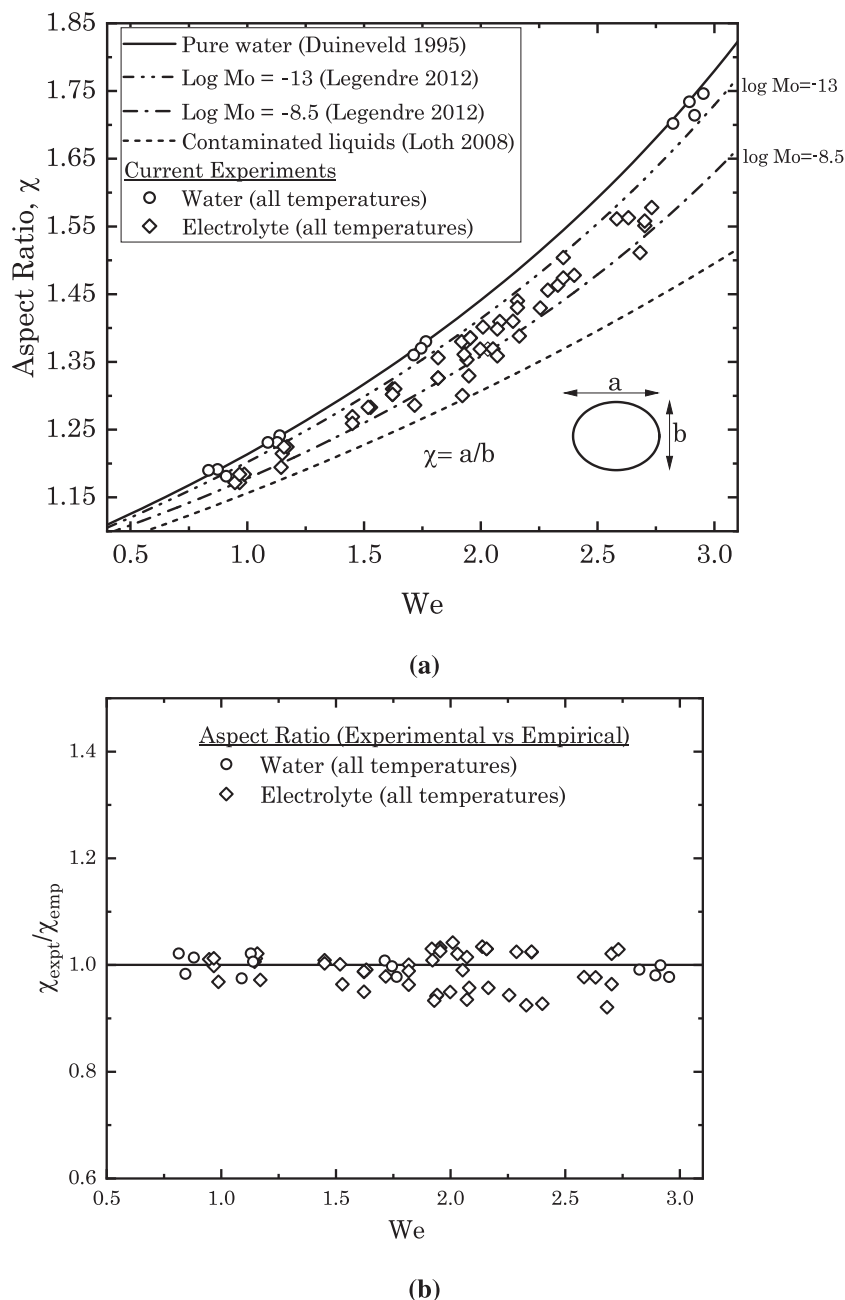 1.85
1.75
1.65
1.55
1.45
1.35
1.25
1.15
Aspect Ratio, χ
Pure water (Duineveld 1995)
Log Mo = -13 (Legendre 2012)
Log Mo = -8.5 (Legendre 2012)
Contaminated liquids (Loth 2008)
Current Experiments
Water (all temperatures)
Electrolyte (all temperatures)
log Mo=-13
log Mo=-8.5
a
b
χ= a/b
0.5 1.0 1.5 2.0 2.5 3.0
We
(a)
Aspect Ratio (Experimental vs Empirical)
Water (all temperatures)
Electrolyte (all temperatures)
1.4
1.2
1.0
0.8
0.6
χexpt/χemp
0.5 1.0 1.5 2.0 2.5 3.0
We
(b)